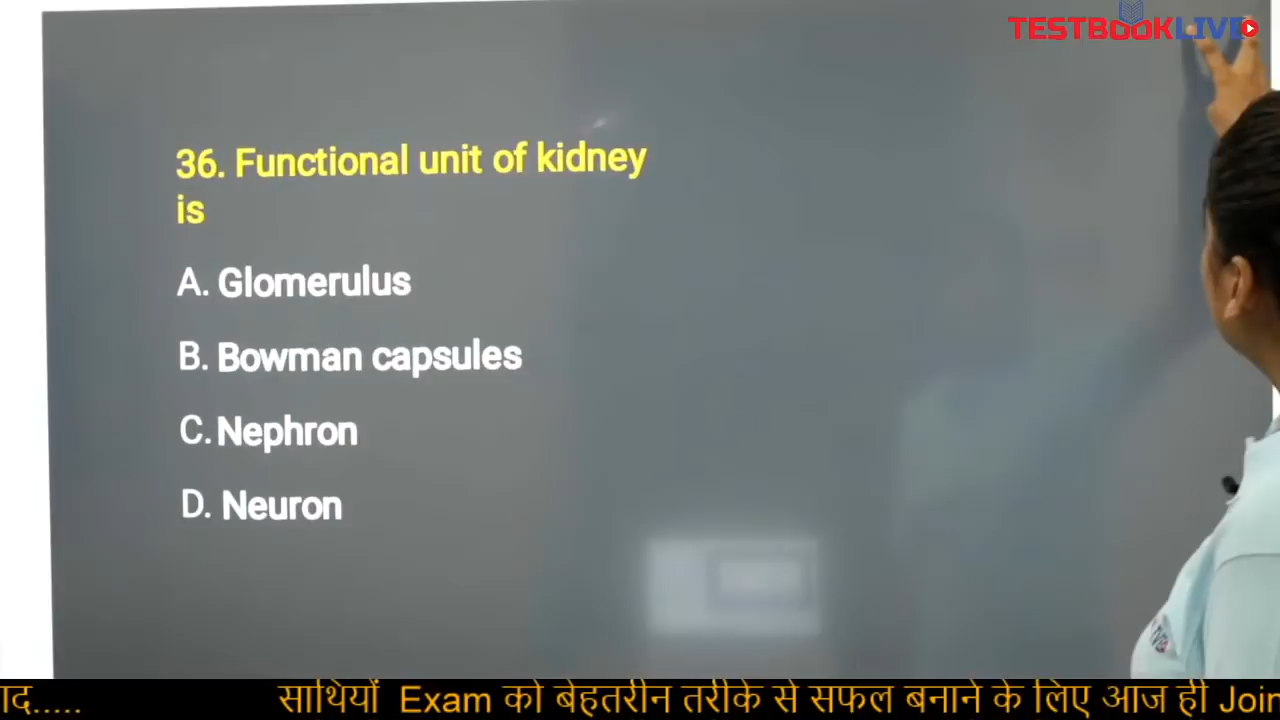 TESTBOOKLIVE
36. Functional unit of kidney
is
A. Glomerulus
B. Bowman capsules
C. Nephron
D. Neuron
ाद..... साथियों Exam को बेहतरीन तरीके से सफल बनाने के लिए आज ही Join